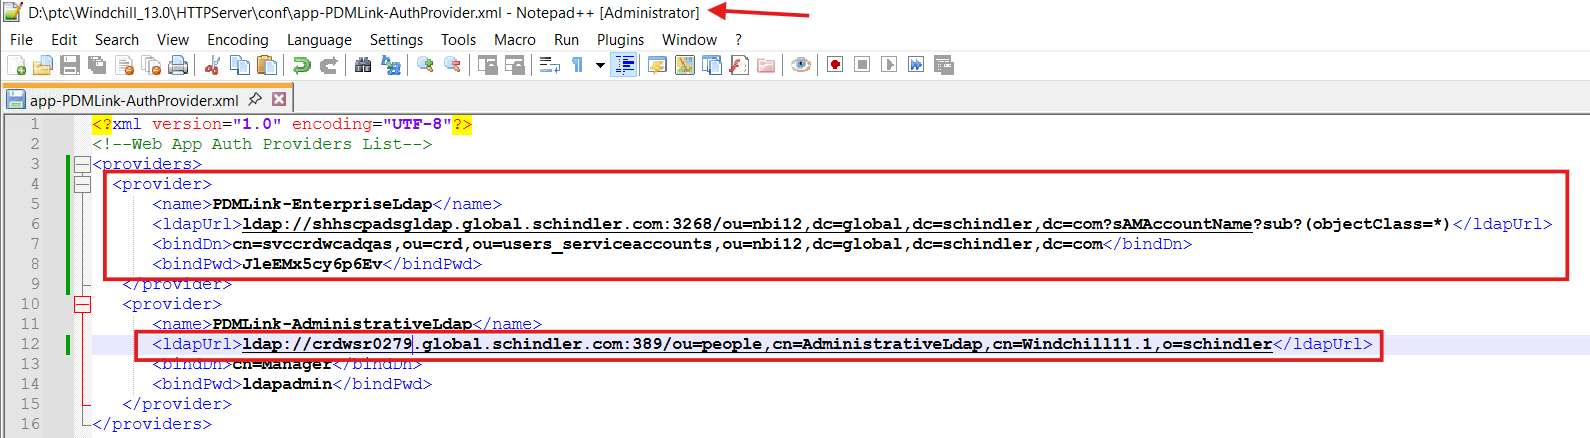 D:\ptc\Windchill_13.0\HTTPServer\conf\app-PDMLink-AuthProvider.xml - Notepad++ [Administrator]
File Edit Search View Encoding Language Settings Tools Macro Run Plugins Window ?
app-PDMLink-AuthProvider.xml
1 <?xml version="1.0" encoding="UTF-8"?>
2 <!--Web App Auth Providers List-->
3 <providers>
4 <provider>
5 <name>PDMLink-EnterpriseLdap</name>
6 <ldapUrl>ldap://shhscpadsgldap.global.schindler.com:3268/ou=nbi12,dc=global,dc=schindler,dc=com?sAMAccountName?sub?(objectClass=*)</ldapUrl>
7 <bindDn>cn=svccrdwcadqas,ou=crd,ou=users_serviceaccounts,ou=nbi12,dc=global,dc=schindler,dc=com</bindDn>
8 <bindPwd>JleEMx5cy6p6Ev</bindPwd>
9 </provider>
10 <provider>
11 <name>PDMLink-AdministrativeLdap</name>
12 <ldapUrl>ldap://crdwsr0279.global.schindler.com:389/ou=people,cn=AdministrativeLdap,cn=Windchill11.1,o=schindler</ldapUrl>
13 <bindDn>cn=Manager</bindDn>
14 <bindPwd>ldapadmin</bindPwd>
15 </provider>
16 </providers>